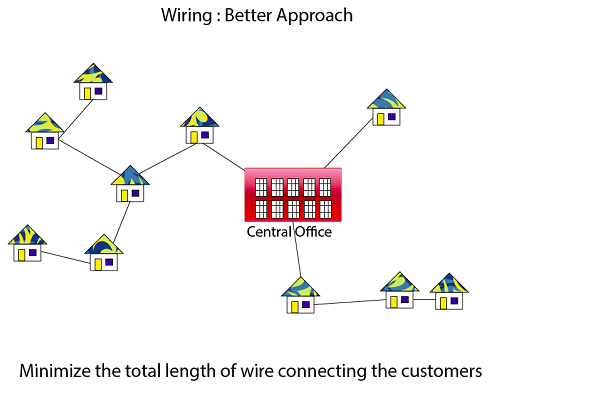 Wiring : Better Approach
Central Office
Minimize the total length of wire connecting the customers